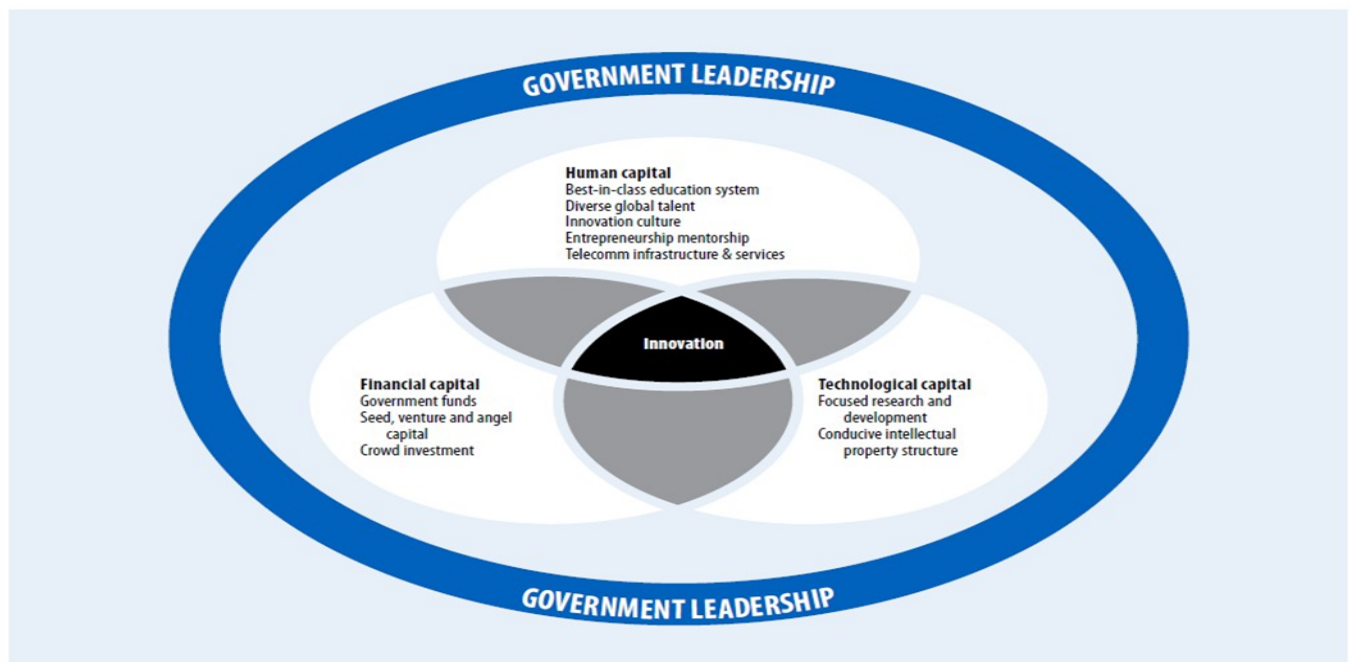 GOVERNMENT LEADERSHIP
Human capital
Best-in-class education system
Diverse global talent
Innovation culture
Entrepreneurship mentorship
Telecomm infrastructure & services
Innovation
Financial capital
Government funds
Seed, venture and angel
capital
Crowd investment
Technological capital
Focused research and
development
Conducive intellectual
property structure
GOVERNMENT LEADERSHIP